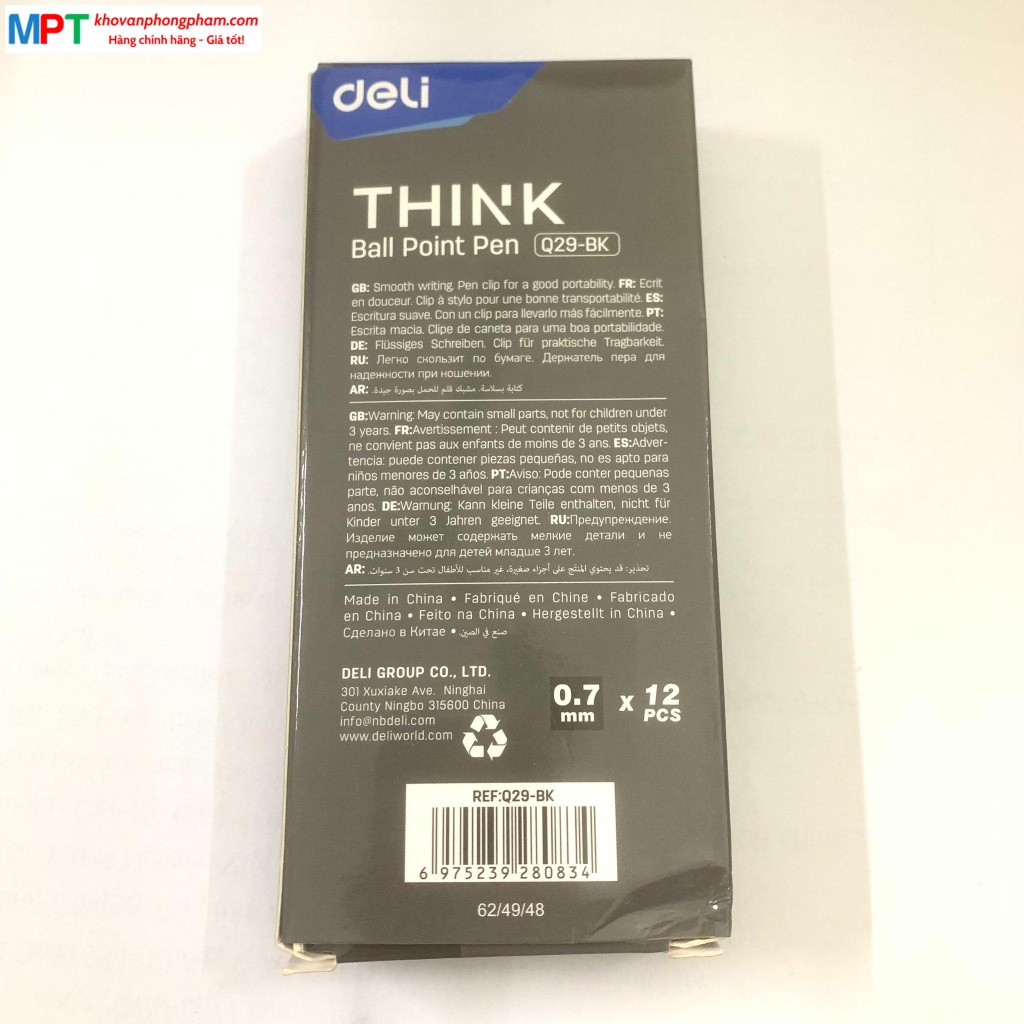 MPT khovanphongpham.com
Hàng chính hãng - Giá tốt!
deli
THINK
Ball Point Pen Q29-BK
GB: Smooth writing. Pen clip for a good portability. FR: Ecrit
en douceur. Clip à stylo pour une bonne transportabilité. ES:
Escritura suave. Con un clip para llevarlo más fácilmente. PT:
Escrita macia. Clipe de caneta para uma boa portabilidade.
DE: Flüssiges Schreiben. Clip für praktische Tragbarkeit.
RU: Легко скользит по бумаге. Держатель пера для
надежности при ношении.
AR: كتابة بسلاسة. مشبك قلم للحمل بصورة جيدة.
GB:Warning: May contain small parts, not for children under
3 years. FR:Avertissement : Peut contenir de petits objets,
ne convient pas aux enfants de moins de 3 ans. ES:Adver-
tencia: puede contener piezas pequeñas, no es apto para
niños menores de 3 años. PT:Aviso: Pode conter pequenas
parte, não aconselhável para crianças com menos de 3
anos. DE:Warnung: Kann kleine Teile enthalten, nicht für
Kinder unter 3 Jahren geeignet. RU:Предупреждение.
Изделие может содержать мелкие детали и не
предназначено для детей младше 3 лет.
AR: تحذير: قد يحتوي المنتج على أجزاء صغيرة، غير مناسب للأطفال تحت سن 3 سنوات.
Made in China • Fabriqué en Chine • Fabricado
en China • Feito na China • Hergestellt in China •
Сделано в Китае • صنع في الصين.
DELI GROUP CO., LTD.
301 Xuxiake Ave. Ninghai
County Ningbo 315600 China
info@nbdeli.com
www.deliworld.com
0.7 mm x 12 PCS
REF:Q29-BK
6 975239 280834
62/49/48